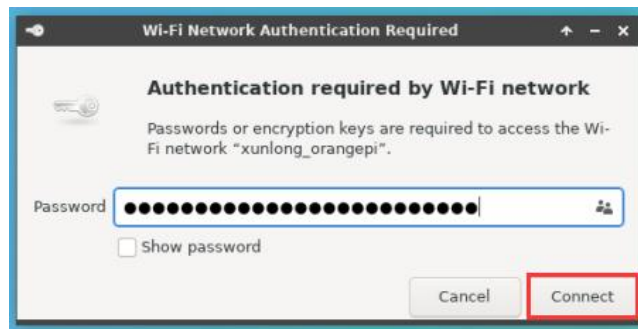 Wi-Fi Network Authentication Required
Authentication required by Wi-Fi network
Passwords or encryption keys are required to access the Wi-
Fi network “xunlong_orangepi”.
Password ●●●●●●●●●●●●●●●●●●●●●●●●●
Show password
Cancel Connect